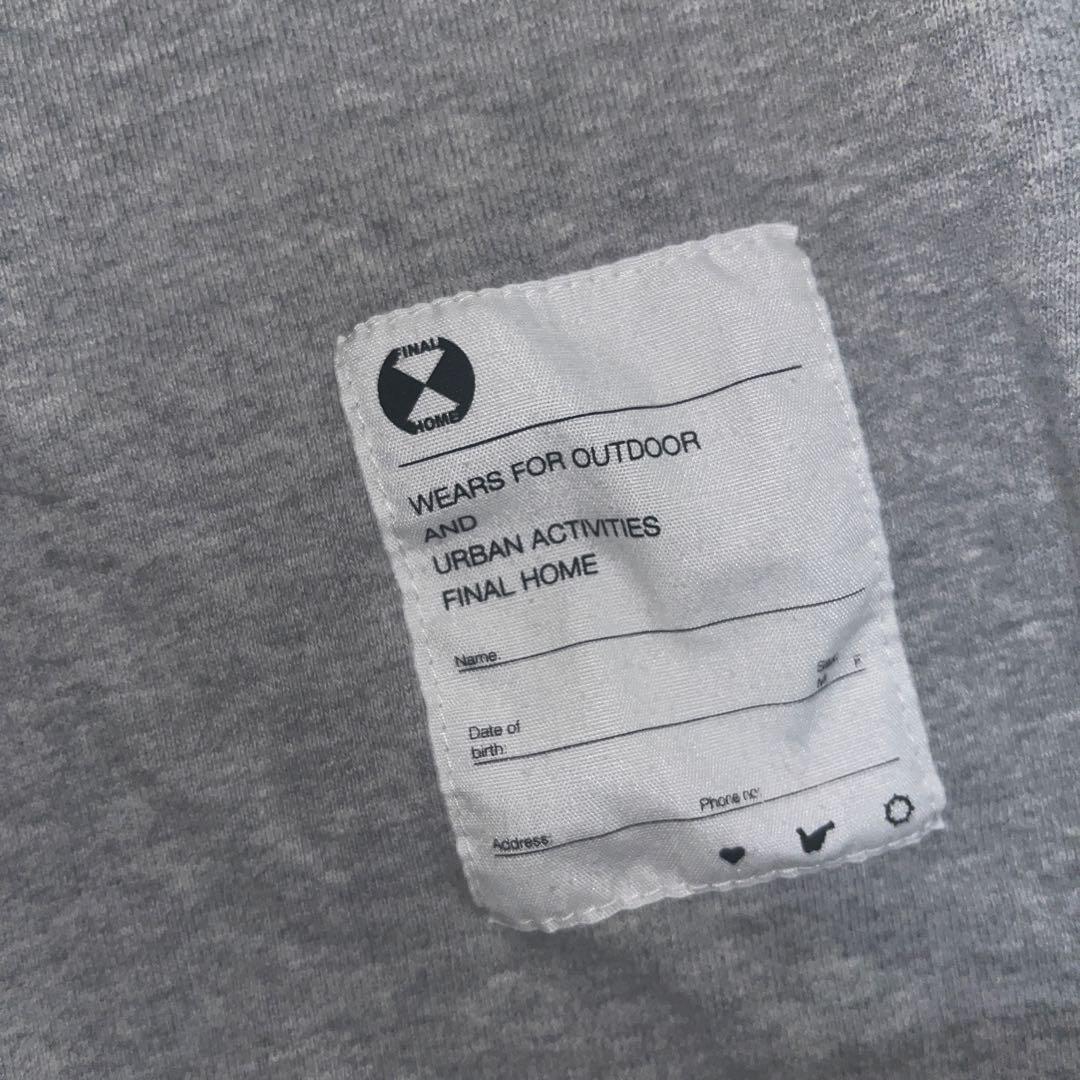 FINAL
HOME
WEARS FOR OUTDOOR
AND
URBAN ACTIVITIES
FINAL HOME
Name:
F
M
Date of
birth:
Phone no:
Address: